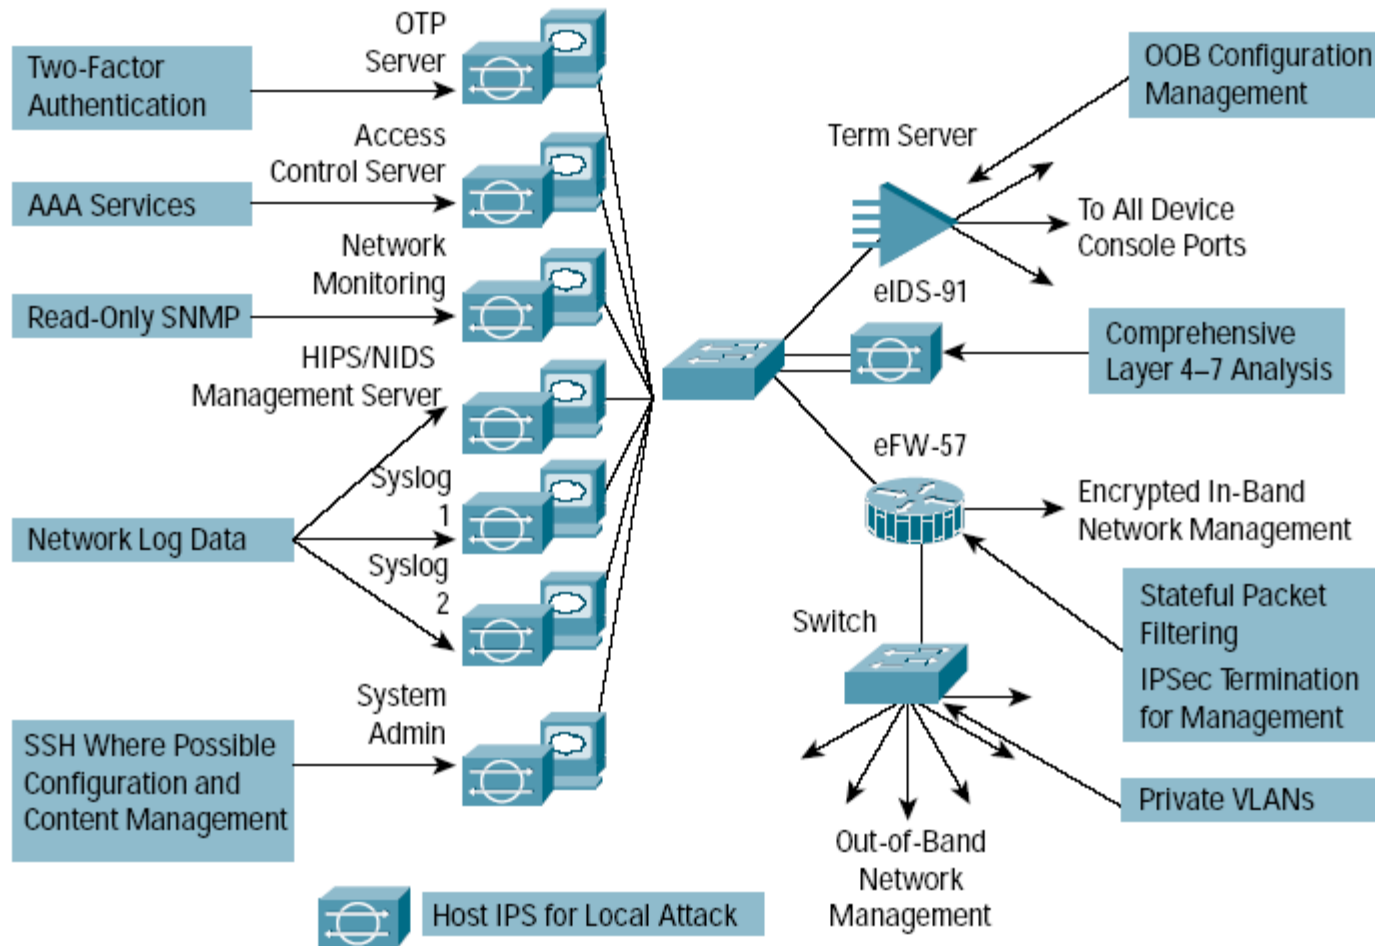 OTP
Server
Two-Factor
Authentication
Access
Control Server
AAA Services
Network
Monitoring
Read-Only SNMP
HIPS/NIDS
Management Server
Syslog
1
Network Log Data
Syslog
2
System
Admin
SSH Where Possible
Configuration and
Content Management
Host IPS for Local Attack
OOB Configuration
Management
Term Server
To All Device
Console Ports
eIDS-91
Comprehensive
Layer 4–7 Analysis
eFW-57
Encrypted In-Band
Network Management
Stateful Packet
Filtering
IPSec Termination
for Management
Switch
Private VLANs
Out-of-Band
Network
Management